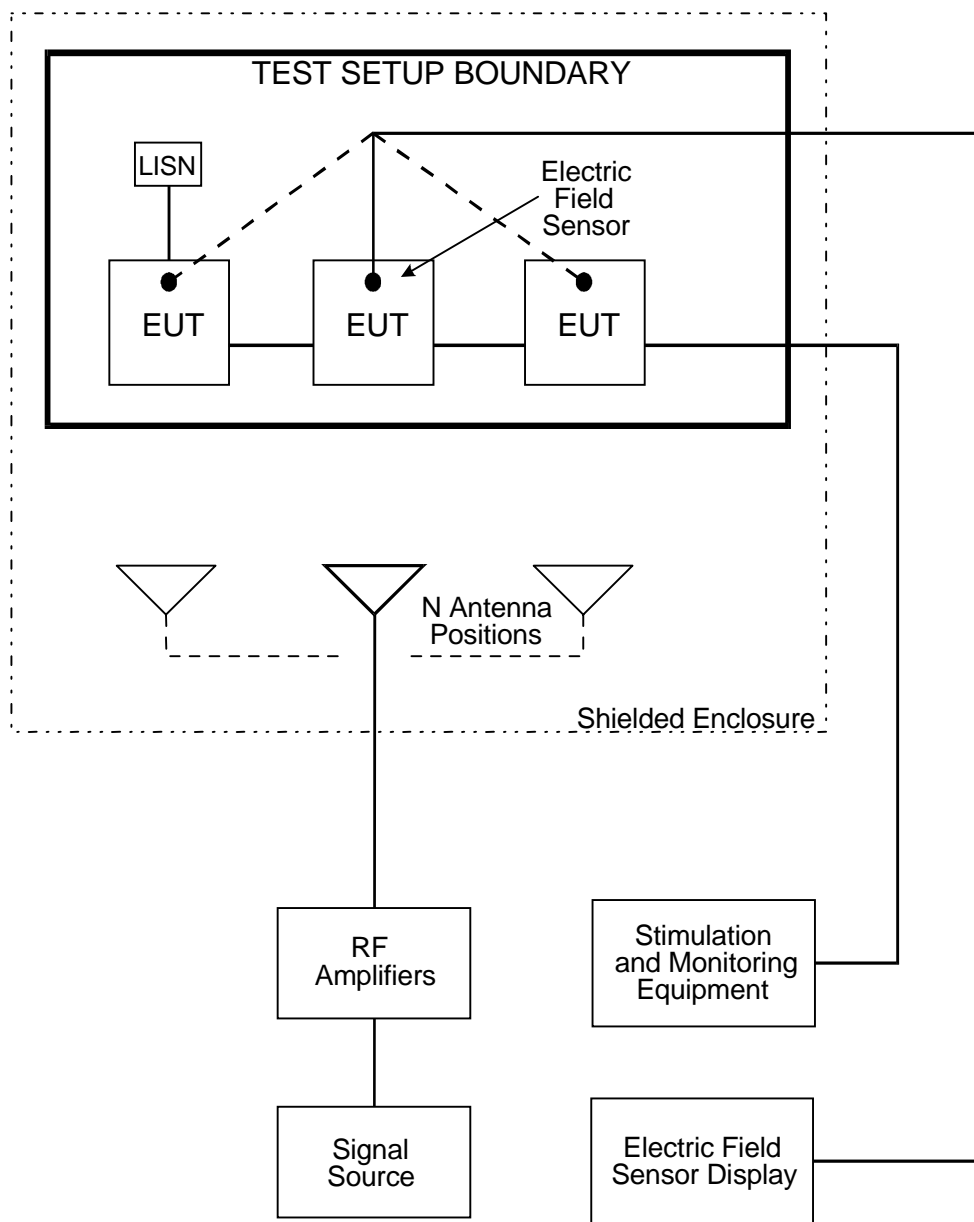 TEST SETUP BOUNDARY
LISN
Electric
Field
Sensor
EUT
EUT
EUT
N Antenna
Positions
Shielded Enclosure
RF
Amplifiers
Stimulation
and Monitoring
Equipment
Signal
Source
Electric Field
Sensor Display